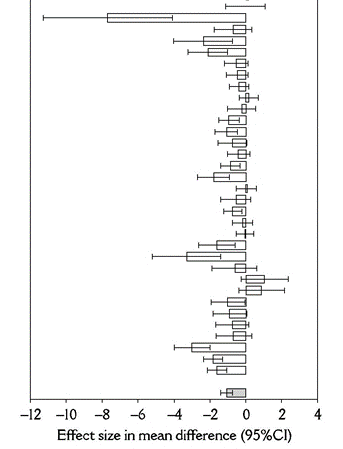 −12 −10 −8 −6 −4 −2 0 2 4
Effect size in mean difference (95%CI)